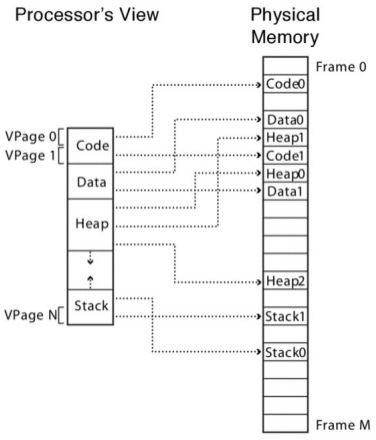 Processor's View
Physical
Memory
Frame 0
Code0
Data0
VPage 0
Code
Heap1
VPage 1
Code1
Data
Heap0
Data1
Heap
Heap2
Stack
VPage N
Stack1
Stack0
Frame M